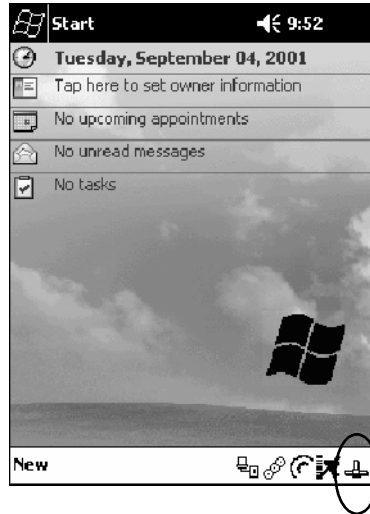 Start 9:52
Tuesday, September 04, 2001
Tap here to set owner information
No upcoming appointments
No unread messages
No tasks
New